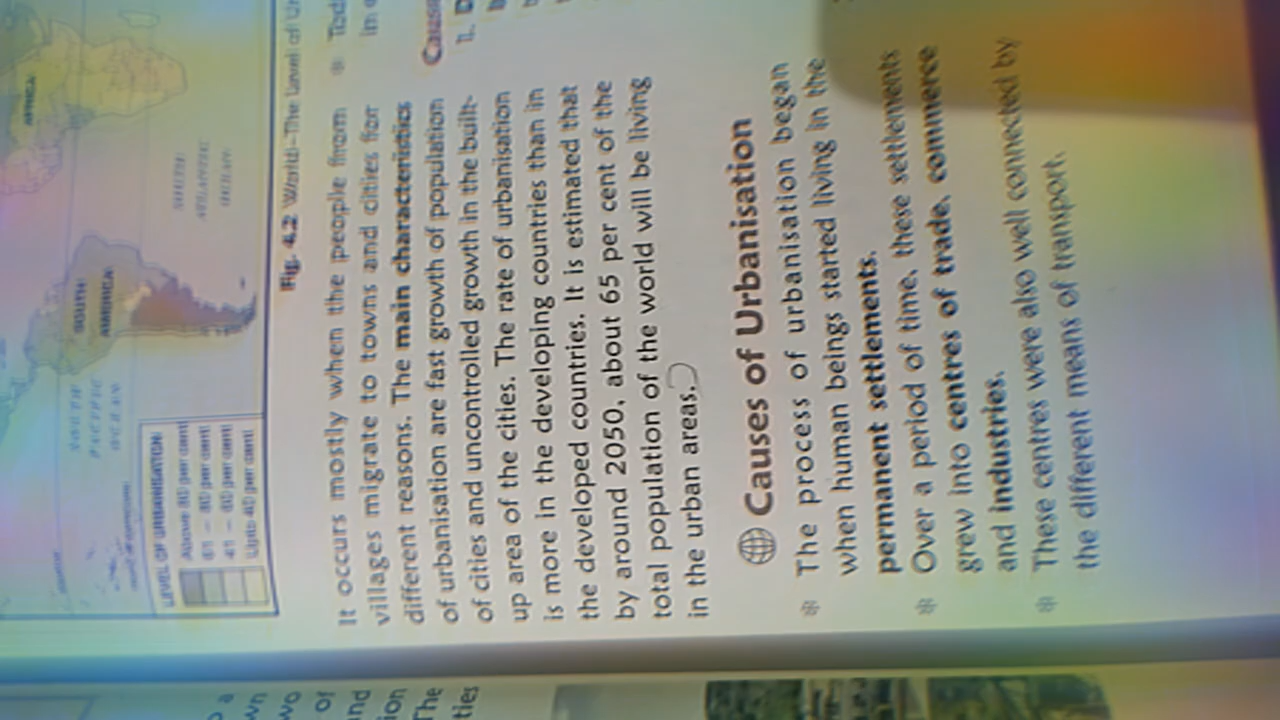 AFRICA
SOUTH
ATLANTIC
OCEAN
SOUTH
AMERICA
SOUTH
PACIFIC
OCEAN
LEVEL OF URBANISATION
Above 80 per cent
61 – 80 per cent
41 – 60 per cent
Upto 40 per cent
Fig. 4.2 World–The Level of
It occurs mostly when the people from
villages migrate to towns and cities for
different reasons. The main characteristics
of urbanisation are fast growth of population
of cities and uncontrolled growth in the built-
up area of the cities. The rate of urbanisation
is more in the developing countries than in
the developed countries. It is estimated that
by around 2050, about 65 per cent of the
total population of the world will be living
in the urban areas.
Causes of Urbanisation
The process of urbanisation began
when human beings started living in the
permanent settlements.
Over a period of time, these settlements
grew into centres of trade, commerce
and industries.
These centres were also well connected by
the different means of transport.
1. D
a
of
The